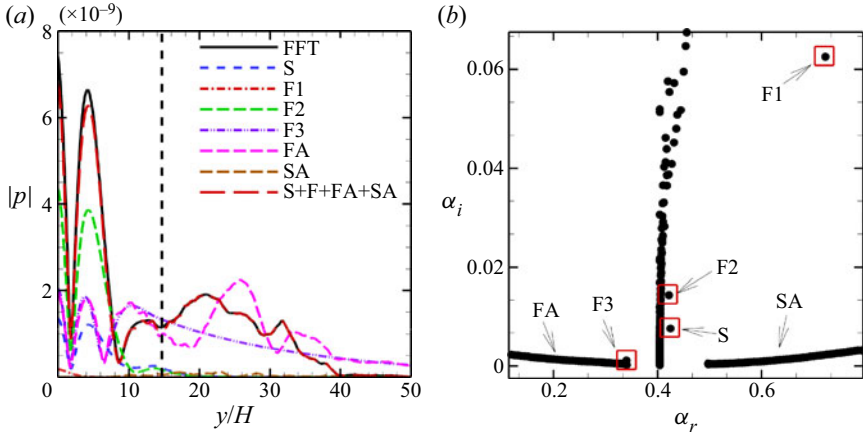 (a)
(×10⁻⁹)
8
6
4
2
0
|p|
0 10 20 30 40 50
y/H
FFT
S
F1
F2
F3
FA
SA
S+F+FA+SA
(b)
0.06
0.04
0.02
0
αᵢ
0.2 0.4 0.6
αᵣ
F1
F2
FA
F3
S
SA